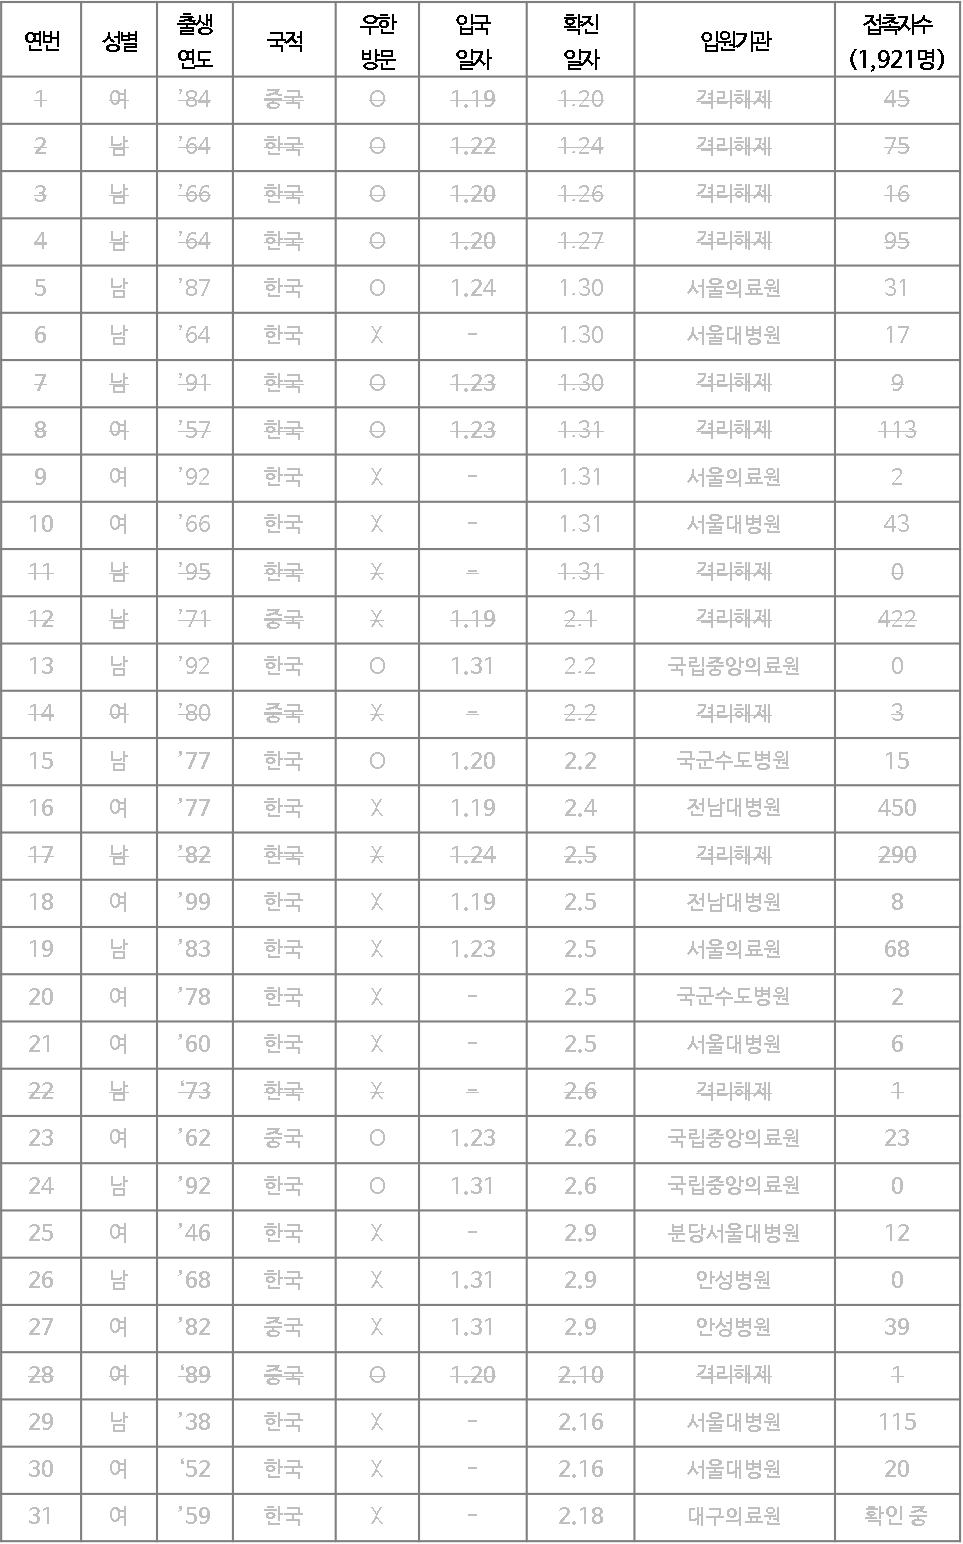 연번 성별 출생연도 국적 우한방문 입국일자 확진일자 입원기관 접촉자수(1,921명)
1 여 ’84 중국 O 1.19 1.20 격리해제 45
2 남 ’64 한국 O 1.22 1.24 격리해제 75
3 남 ’66 한국 O 1.20 1.26 격리해제 16
4 남 ’64 한국 O 1.20 1.27 격리해제 95
5 남 ’87 한국 O 1.24 1.30 서울의료원 31
6 남 ’64 한국 X - 1.30 서울대병원 17
7 남 ’91 한국 O 1.23 1.30 격리해제 9
8 여 ’57 한국 O 1.23 1.31 격리해제 113
9 여 ’92 한국 X - 1.31 서울의료원 2
10 여 ’66 한국 X - 1.31 서울대병원 43
11 남 ’95 한국 X - 1.31 격리해제 0
12 남 ’71 중국 X 1.19 2.1 격리해제 422
13 남 ’92 한국 O 1.31 2.2 국립중앙의료원 0
14 여 ’80 중국 X - 2.2 격리해제 3
15 남 ’77 한국 O 1.20 2.2 국군수도병원 15
16 여 ’77 한국 X 1.19 2.4 전남대병원 450
17 남 ’82 한국 X 1.24 2.5 격리해제 290
18 여 ’99 한국 X 1.19 2.5 전남대병원 8
19 남 ’83 한국 X 1.23 2.5 서울의료원 68
20 여 ’78 한국 X - 2.5 국군수도병원 2
21 여 ’60 한국 X - 2.5 서울대병원 6
22 남 ‘73 한국 X - 2.6 격리해제 1
23 여 ’62 중국 O 1.23 2.6 국립중앙의료원 23
24 남 ’92 한국 O 1.31 2.6 국립중앙의료원 0
25 여 ’46 한국 X - 2.9 분당서울대병원 12
26 남 ’68 한국 X 1.31 2.9 안성병원 0
27 여 ’82 중국 X 1.31 2.9 안성병원 39
28 여 ‘89 중국 O 1.20 2.10 격리해제 1
29 남 ’38 한국 X - 2.16 서울대병원 115
30 여 ‘52 한국 X - 2.16 서울대병원 20
31 여 ’59 한국 X - 2.18 대구의료원 확인 중